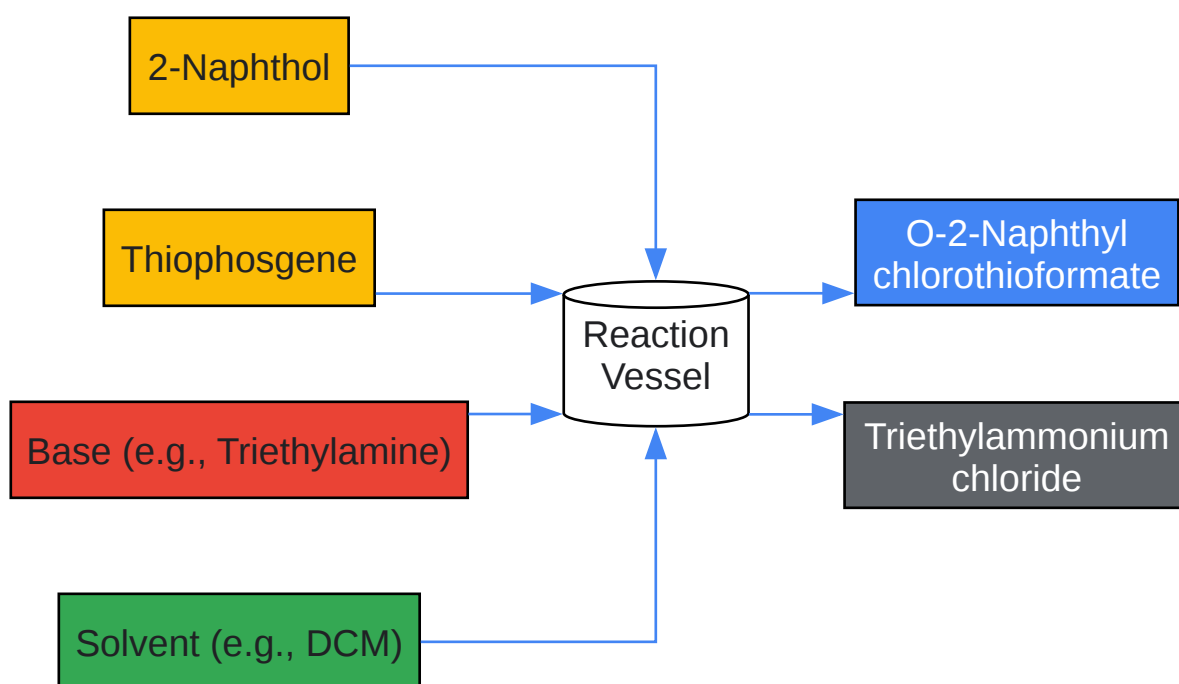 2-Naphthol
Thiophosgene
O-2-Naphthyl
chlorothioformate
Reaction
Vessel
Base (e.g., Triethylamine)
Triethylammonium
chloride
Solvent (e.g., DCM)